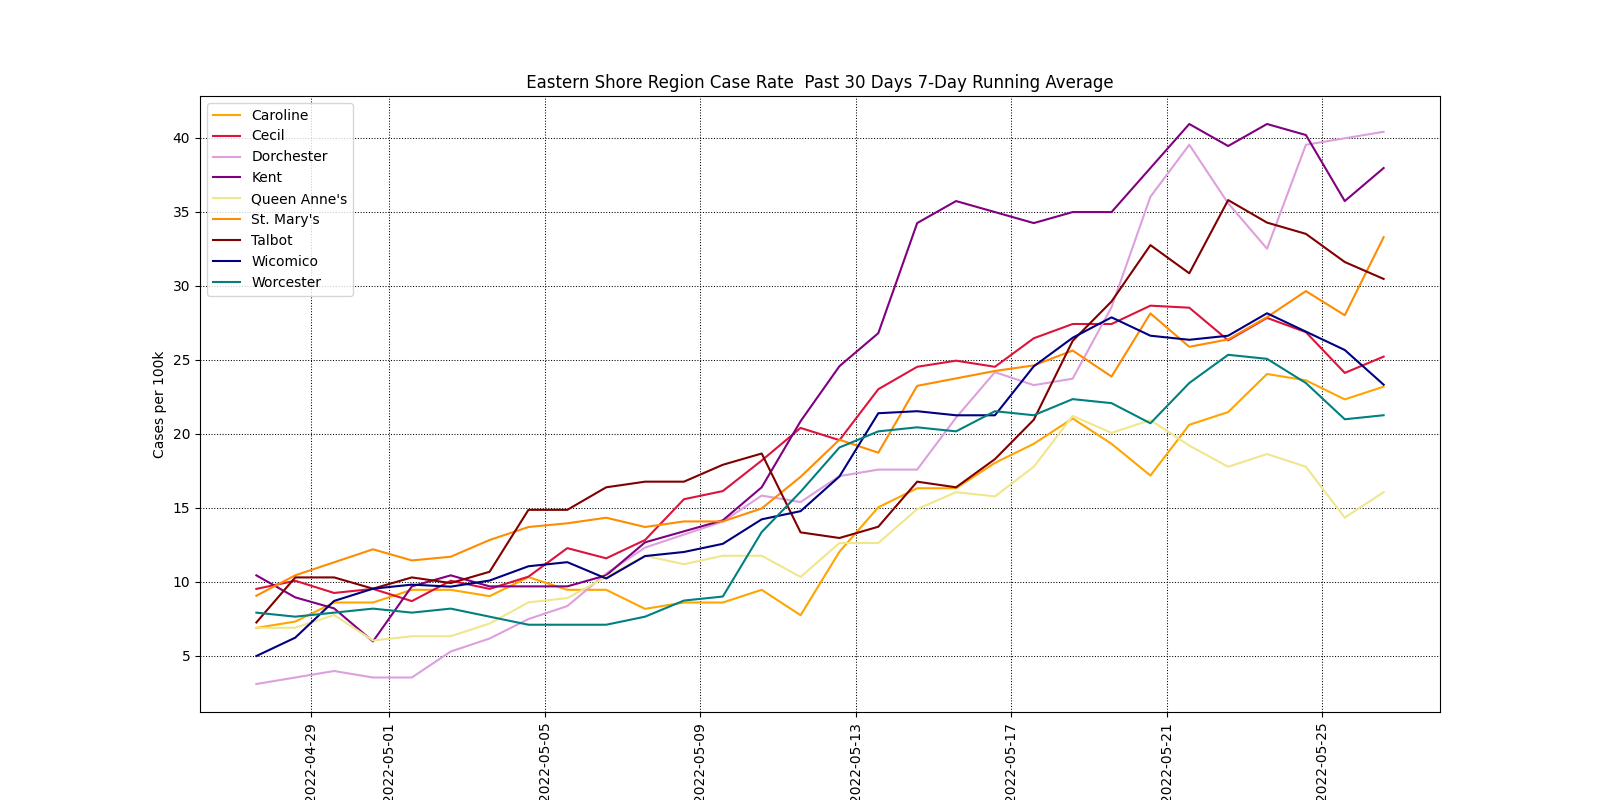 Eastern Shore Region Case Rate  Past 30 Days 7-Day Running Average
Caroline
Cecil
Dorchester
Kent
Queen Anne's
St. Mary's
Talbot
Wicomico
Worcester
Cases per 100k
40
35
30
25
20
15
10
5
2022-04-29
2022-05-01
2022-05-05
2022-05-09
2022-05-13
2022-05-17
2022-05-21
2022-05-25